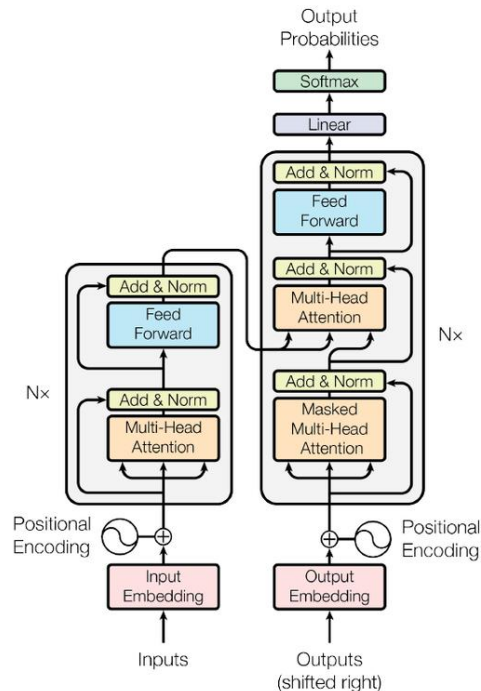 Output
Probabilities
Softmax
Linear
Add & Norm
Feed
Forward
Add & Norm
Multi-Head
Attention
Add & Norm
Masked
Multi-Head
Attention
N×
Positional
Encoding
Output
Embedding
Outputs
(shifted right)
Add & Norm
Feed
Forward
Add & Norm
Multi-Head
Attention
N×
Positional
Encoding
Input
Embedding
Inputs